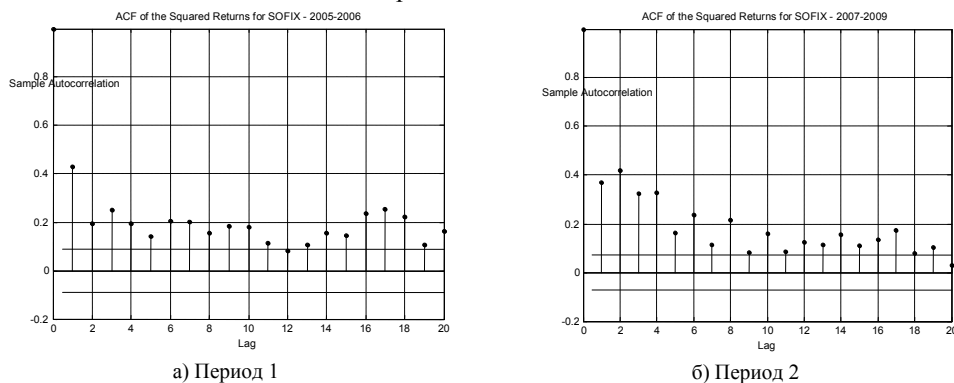 ACF of the Squared Returns for SOFIX - 2005-2006
0.8
Sample Autocorrelation
0.6
0.4
0.2
0
-0.2
0 2 4 6 8 10 12 14 16 18 20
Lag
а) Период 1
ACF of the Squared Returns for SOFIX - 2007-2009
0.8
Sample Autocorrelation
0.6
0.4
0.2
0
-0.2
0 2 4 6 8 10 12 14 16 18 20
Lag
б) Период 2